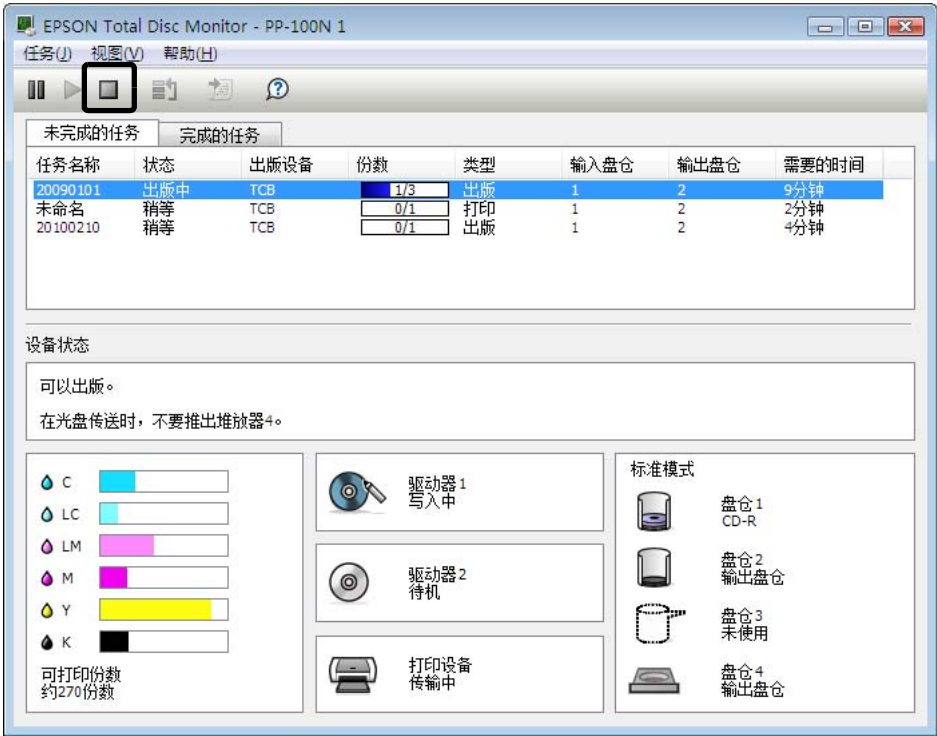 EPSON Total Disc Monitor - PP-100N 1
任务(J) 视图(V) 帮助(H)
未完成的任务 完成的任务
任务名称 状态 出版设备 份数 类型 输入盘仓 输出盘仓 需要的时间
20090101 出版中 TCB 1/3 出版 1 2 9分钟
未命名 稍等 TCB 0/1 打印 1 2 2分钟
20100210 稍等 TCB 0/1 出版 1 2 4分钟
设备状态
可以出版。
在光盘传送时，不要推出堆放器4。
C
LC
LM
M
Y
K
可打印份数
约270份数
驱动器1
写入中
驱动器2
待机
打印设备
传输中
标准模式
盘仓1
CD-R
盘仓2
输出盘仓
盘仓3
未使用
盘仓4
输出盘仓